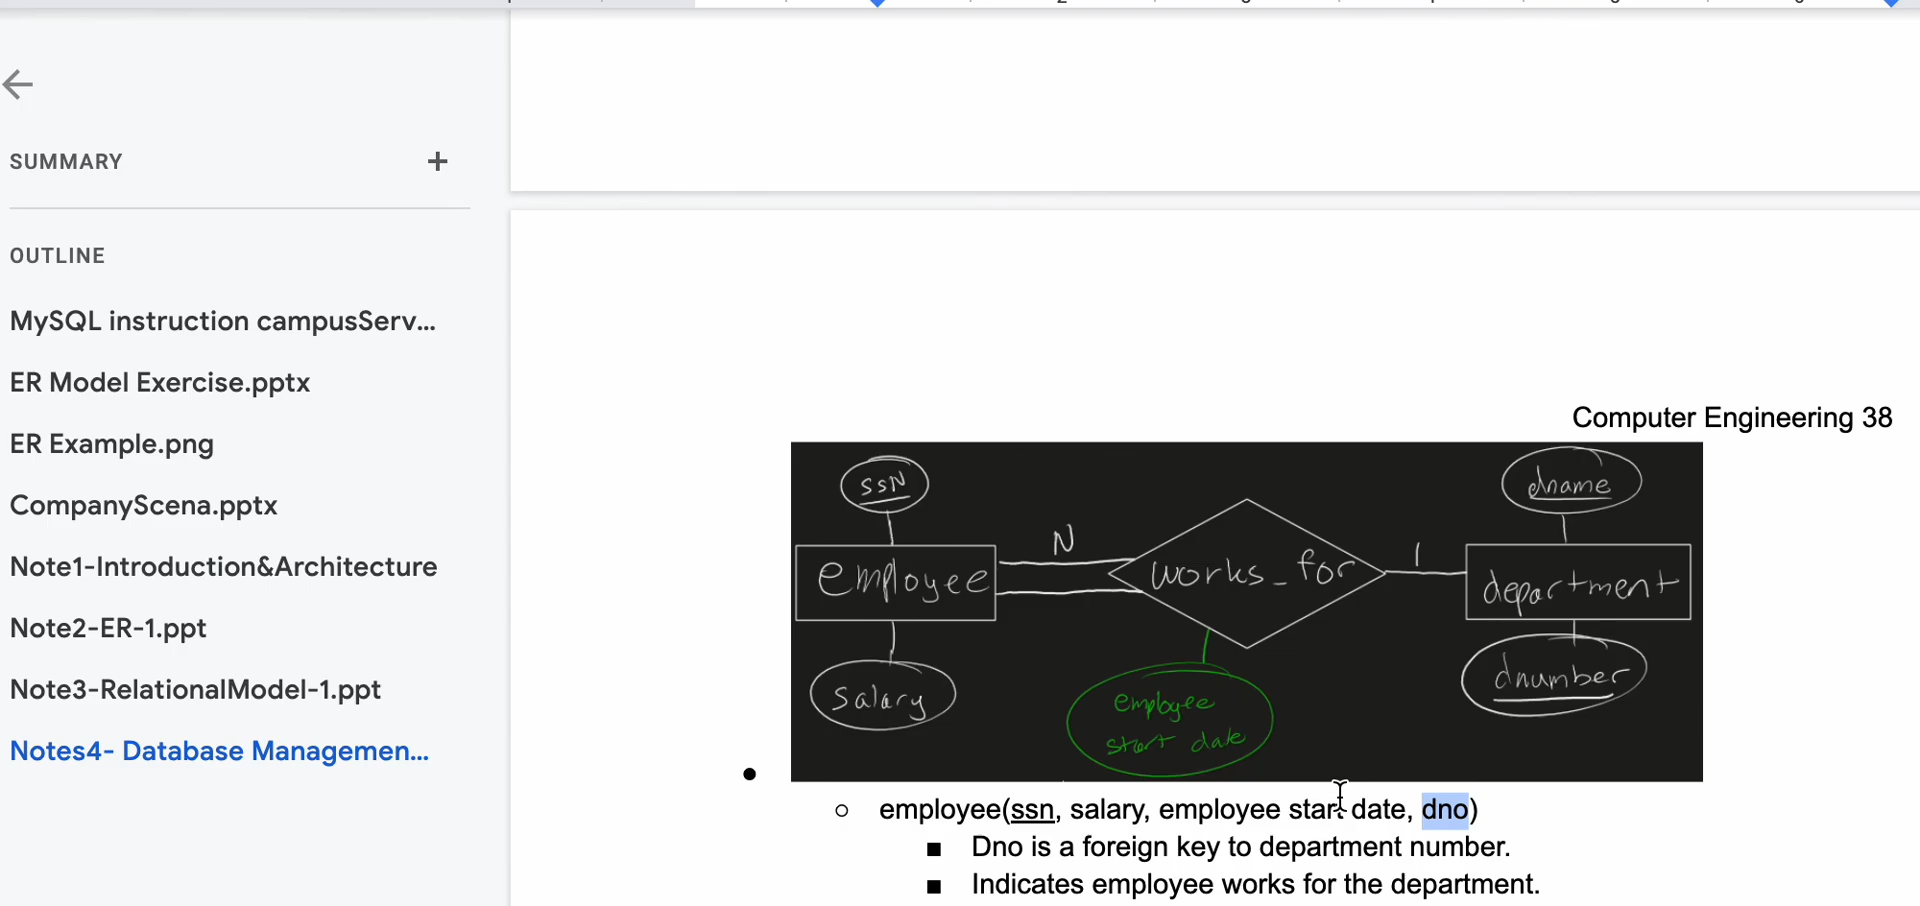 SUMMARY
+
OUTLINE
MySQL instruction campusServ...
ER Model Exercise.pptx
ER Example.png
CompanyScena.pptx
Note1-Introduction&Architecture
Note2-ER-1.ppt
Note3-RelationalModel-1.ppt
Notes4- Database Managemen...
Computer Engineering 38
ssN
dname
N
1
employee
works_for
department
salary
employee
start date
dnumber
employee(ssn, salary, employee start date, dno)
Dno is a foreign key to department number.
Indicates employee works for the department.